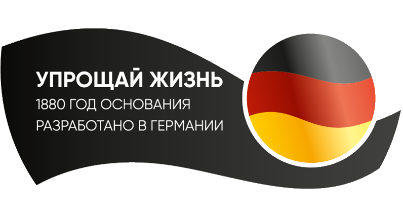 УПРОЩАЙ ЖИЗНЬ
1880 ГОД ОСНОВАНИЯ
РАЗРАБОТАНО В ГЕРМАНИИ